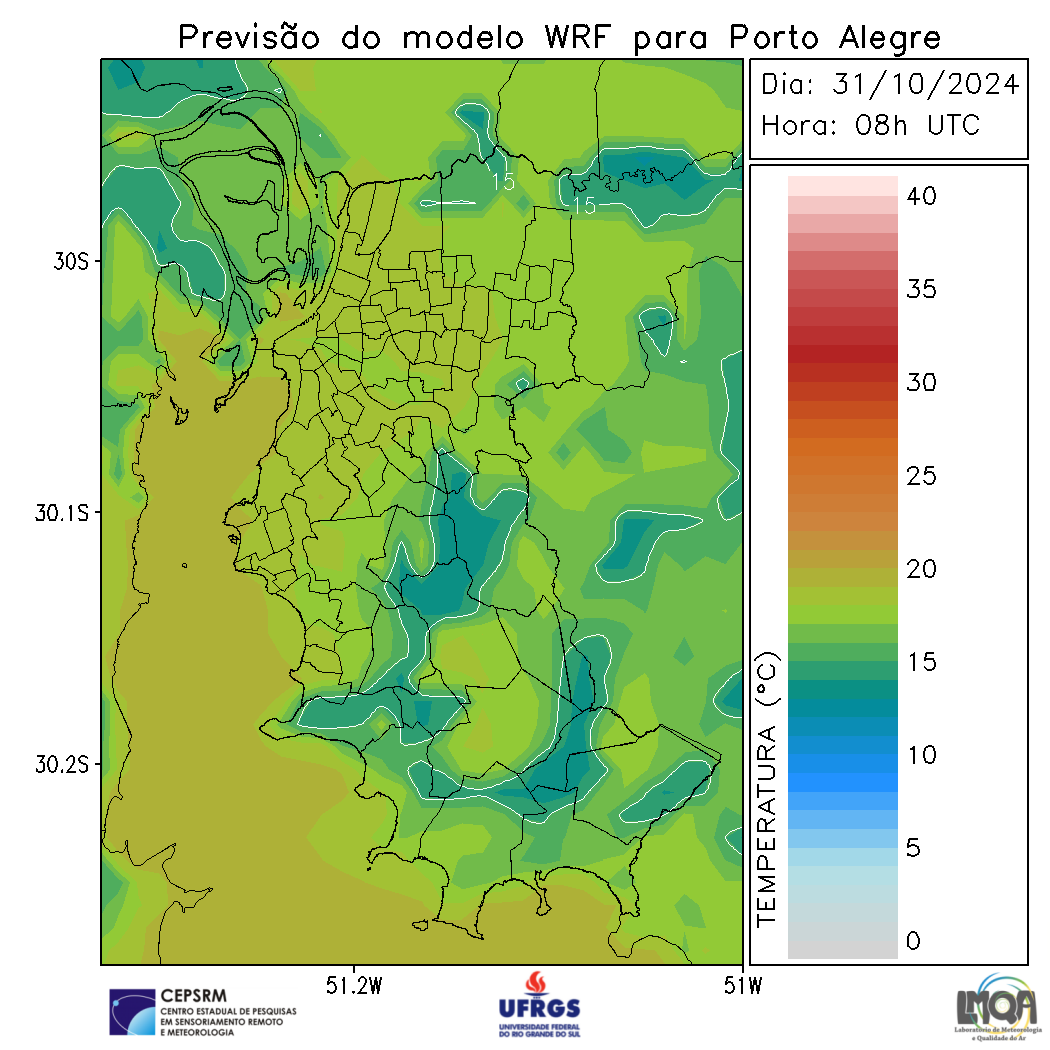 Previsão do modelo WRF para Porto Alegre
Dia: 31/10/2024
Hora: 08h UTC
15
15
30S
30.1S
30.2S
51.2W
51W
TEMPERATURA (°C)
40
35
30
25
20
15
10
5
0
CEPSRM
CENTRO ESTADUAL DE PESQUISAS
EM SENSORIAMENTO REMOTO
E METEOROLOGIA
UFRGS
UNIVERSIDADE FEDERAL
DO RIO GRANDE DO SUL
LMQA
Laboratório de Meteorologia
e Qualidade do Ar